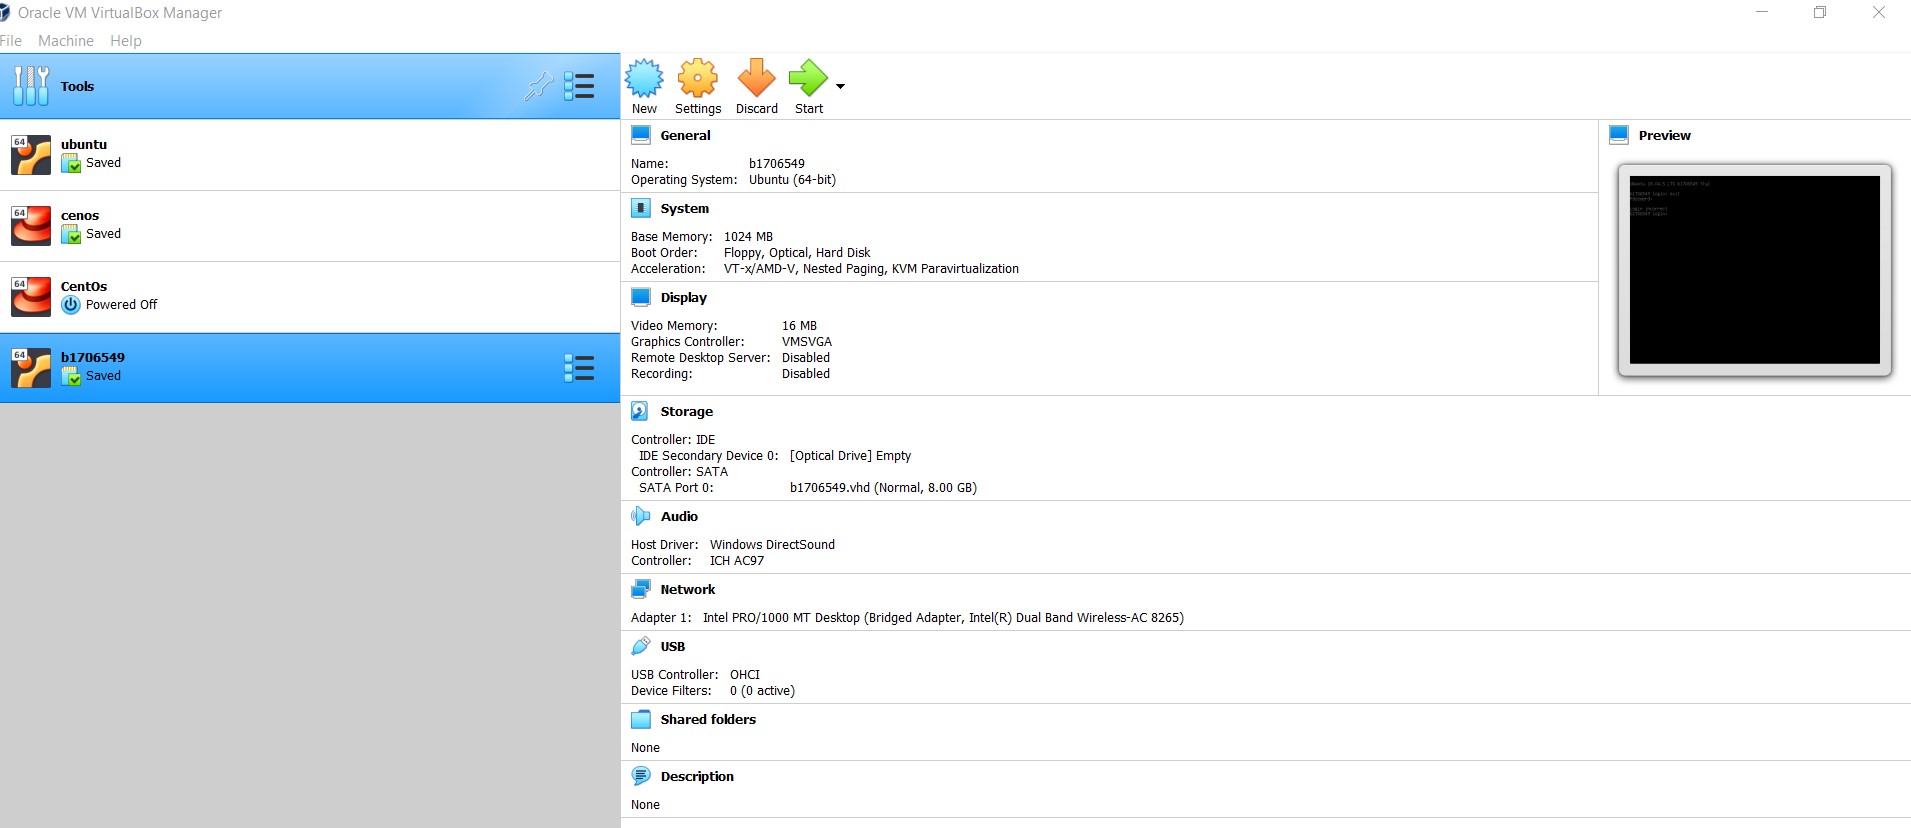 Oracle VM VirtualBox Manager
File Machine Help
Tools
64
ubuntu
Saved
64
cenos
Saved
64
CentOs
Powered Off
64
b1706549
Saved
New Settings Discard Start
General
Name: b1706549
Operating System: Ubuntu (64-bit)
System
Base Memory: 1024 MB
Boot Order: Floppy, Optical, Hard Disk
Acceleration: VT-x/AMD-V, Nested Paging, KVM Paravirtualization
Display
Video Memory: 16 MB
Graphics Controller: VMSVGA
Remote Desktop Server: Disabled
Recording: Disabled
Preview
Storage
Controller: IDE
IDE Secondary Device 0: [Optical Drive] Empty
Controller: SATA
SATA Port 0: b1706549.vhd (Normal, 8.00 GB)
Audio
Host Driver: Windows DirectSound
Controller: ICH AC97
Network
Adapter 1: Intel PRO/1000 MT Desktop (Bridged Adapter, Intel(R) Dual Band Wireless-AC 8265)
USB
USB Controller: OHCI
Device Filters: 0 (0 active)
Shared folders
None
Description
None